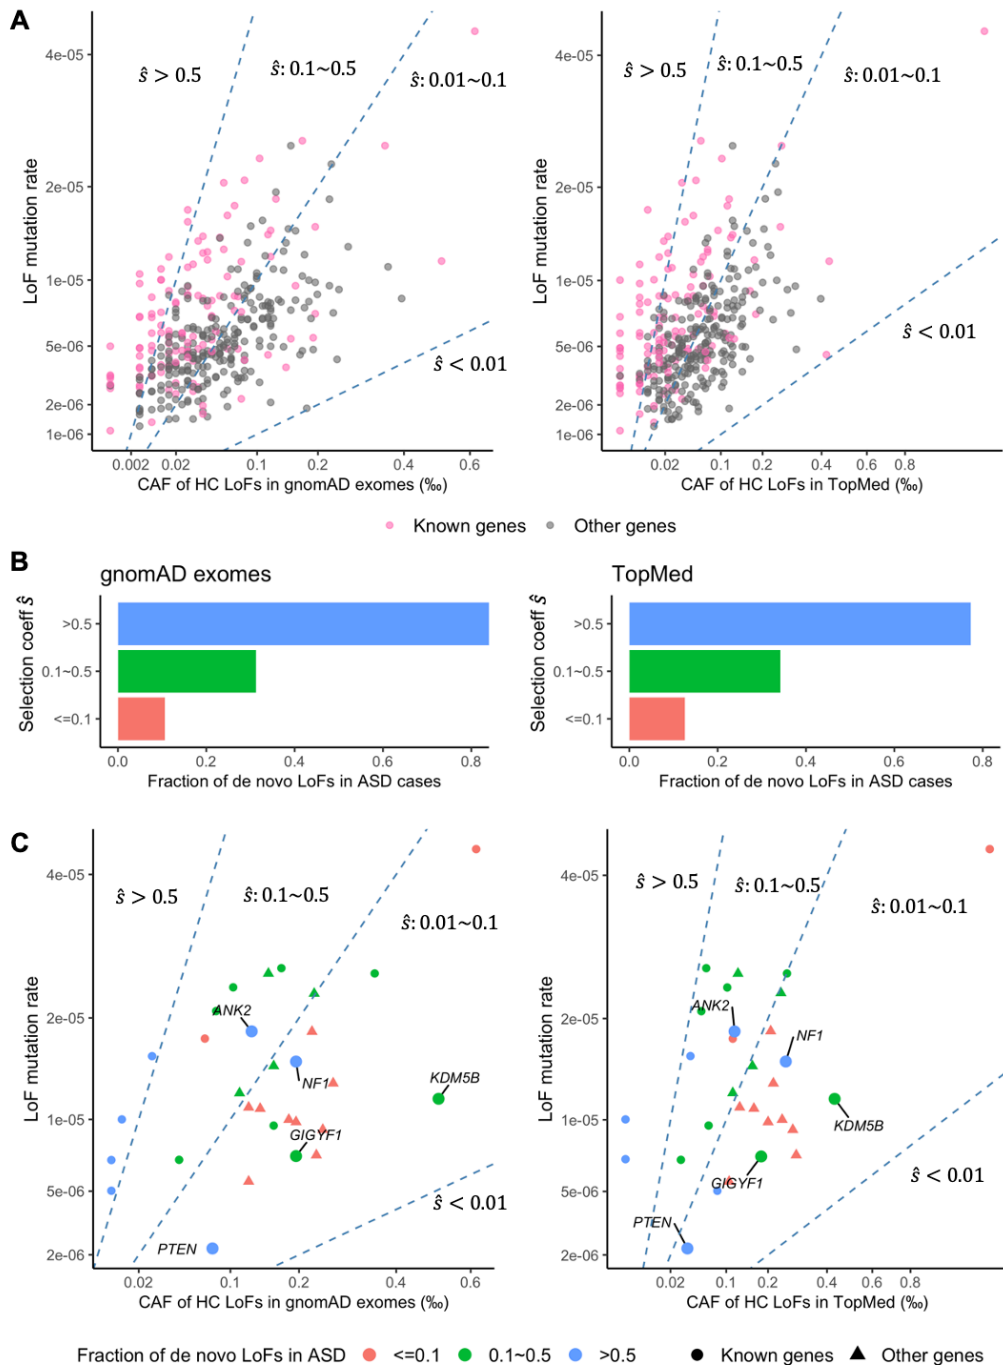 A
ŝ > 0.5
ŝ: 0.1~0.5
ŝ: 0.01~0.1
ŝ < 0.01
LoF mutation rate
4e-05
2e-05
1e-05
5e-06
2e-06
1e-06
0.002 0.02 0.1 0.2 0.4 0.6
CAF of HC LoFs in gnomAD exomes (‰)
ŝ > 0.5
ŝ: 0.1~0.5
ŝ: 0.01~0.1
ŝ < 0.01
LoF mutation rate
4e-05
2e-05
1e-05
5e-06
2e-06
1e-06
0.02 0.1 0.2 0.4 0.6 0.8
CAF of HC LoFs in TopMed (‰)
Known genes Other genes
B
gnomAD exomes
Selection coeff ŝ
>0.5
0.1~0.5
<=0.1
0.0 0.2 0.4 0.6 0.8
Fraction of de novo LoFs in ASD cases
TopMed
Selection coeff ŝ
>0.5
0.1~0.5
<=0.1
0.0 0.2 0.4 0.6 0.8
Fraction of de novo LoFs in ASD cases
C
ŝ > 0.5
ŝ: 0.1~0.5
ŝ: 0.01~0.1
ŝ < 0.01
LoF mutation rate
4e-05
2e-05
1e-05
5e-06
2e-06
ANK2
NF1
KDM5B
GIGYF1
PTEN
0.02 0.1 0.2 0.4 0.6
CAF of HC LoFs in gnomAD exomes (‰)
ŝ > 0.5
ŝ: 0.1~0.5
ŝ: 0.01~0.1
ŝ < 0.01
LoF mutation rate
4e-05
2e-05
1e-05
5e-06
2e-06
ANK2
NF1
KDM5B
GIGYF1
PTEN
0.02 0.1 0.2 0.4 0.6 0.8
CAF of HC LoFs in TopMed (‰)
Fraction of de novo LoFs in ASD <=0.1 0.1~0.5 >0.5 Known genes Other genes